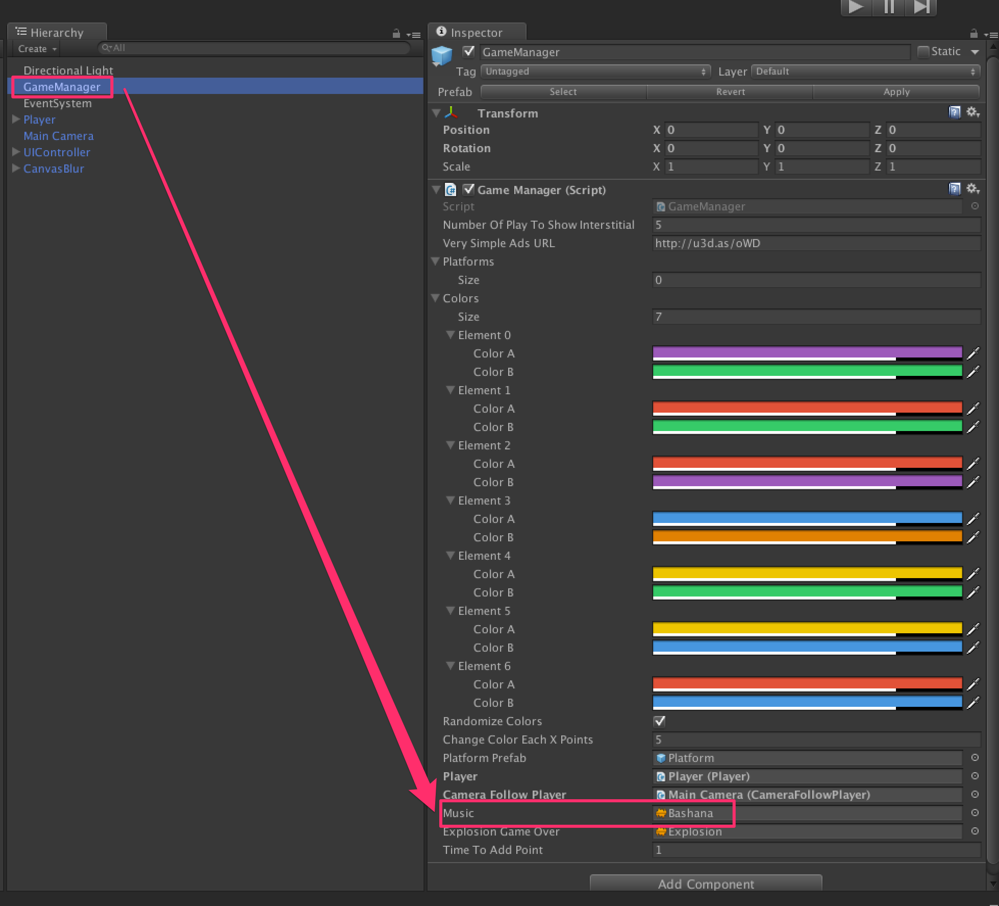 Hierarchy
Create
All
Directional Light
GameManager
EventSystem
Player
Main Camera
UIController
CanvasBlur
Inspector
GameManager Static
Tag Untagged Layer Default
Prefab Select Revert Apply
Transform
Position X 0 Y 0 Z 0
Rotation X 0 Y 0 Z 0
Scale X 1 Y 1 Z 1
Game Manager (Script)
Script GameManager
Number Of Play To Show Interstitial 5
Very Simple Ads URL http://u3d.as/oWD
Platforms
Size 0
Colors
Size 7
Element 0
Color A
Color B
Element 1
Color A
Color B
Element 2
Color A
Color B
Element 3
Color A
Color B
Element 4
Color A
Color B
Element 5
Color A
Color B
Element 6
Color A
Color B
Randomize Colors
Change Color Each X Points 5
Platform Prefab Platform
Player Player (Player)
Camera Follow Player Main Camera (CameraFollowPlayer)
Music Bashana
Explosion Game Over Explosion
Time To Add Point 1
Add Component